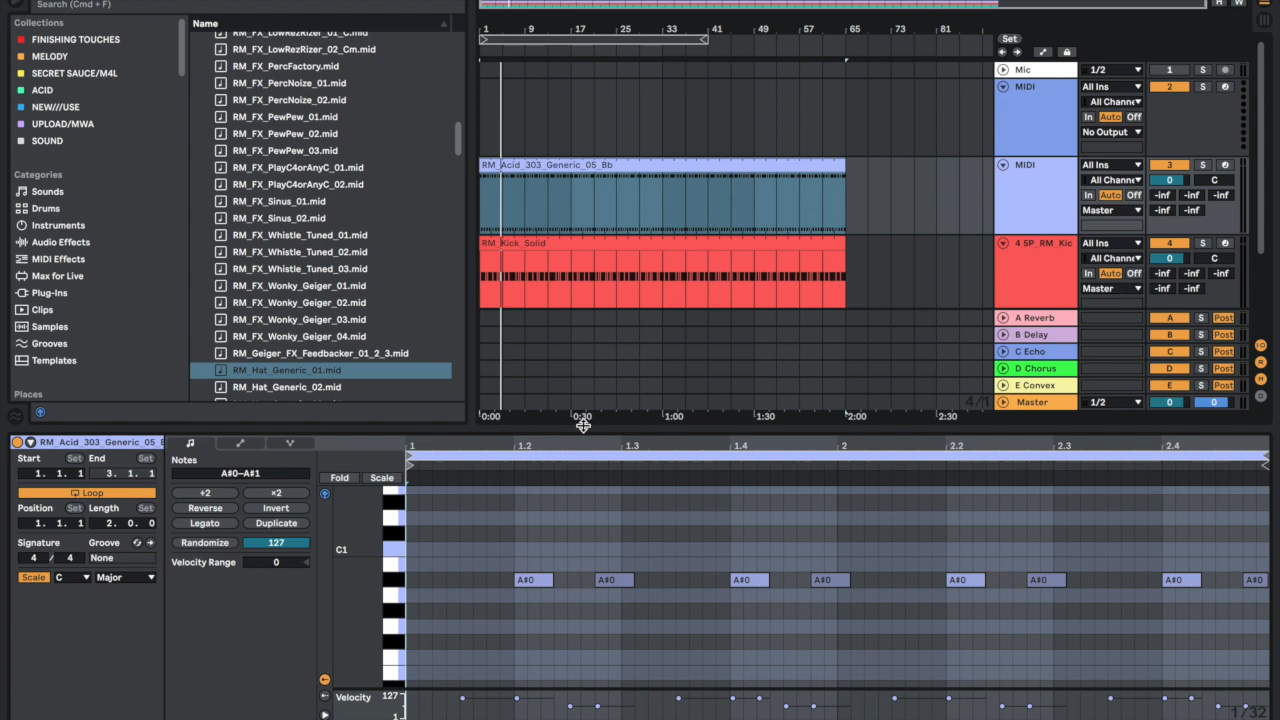 Search (Cmd + F)
Collections
FINISHING TOUCHES
MELODY
SECRET SAUCE/M4L
ACID
NEW///USE
UPLOAD/MWA
SOUND
Categories
Sounds
Drums
Instruments
Audio Effects
MIDI Effects
Max for Live
Plug-Ins
Clips
Samples
Grooves
Templates
Places
Name
RM_FX_LowRezRizer_01_C.mid
RM_FX_LowRezRizer_02_Cm.mid
RM_FX_PercFactory.mid
RM_FX_PercNoize_01.mid
RM_FX_PercNoize_02.mid
RM_FX_PewPew_01.mid
RM_FX_PewPew_02.mid
RM_FX_PewPew_03.mid
RM_FX_PlayC4orAnyC_01.mid
RM_FX_PlayC4orAnyC_02.mid
RM_FX_Sinus_01.mid
RM_FX_Sinus_02.mid
RM_FX_Whistle_Tuned_01.mid
RM_FX_Whistle_Tuned_02.mid
RM_FX_Whistle_Tuned_03.mid
RM_FX_Wonky_Geiger_01.mid
RM_FX_Wonky_Geiger_02.mid
RM_FX_Wonky_Geiger_03.mid
RM_FX_Wonky_Geiger_04.mid
RM_Geiger_FX_Feedbacker_01_2_3.mid
RM_Hat_Generic_01.mid
RM_Hat_Generic_02.mid
H W
1 9 17 25 33 41 49 57 65 73 81
Set
RM_Acid_303_Generic_05_Bb
RM_Kick_Solid
4/1
0:00 0:30 1:00 1:30 2:00 2:30
Mic 1/2 1 S
MIDI All Ins 2
All Channe
In Auto Off
No Output
MIDI All Ins 3 S
All Channe 0 C
In Auto Off -inf -inf -inf
Master -inf -inf
4 5P_RM_Kic All Ins 4 S
All Channe 0 C
In Auto Off -inf -inf -inf
Master -inf -inf
A Reverb A S Post
B Delay B S Post
C Echo C S Post
D Chorus D S Post
E Convex E S Post
Master 1/2 0 0
RM_Acid_303_Generic_05_E
Start Set End Set
1. 1. 1 3. 1. 1
Loop
Position Set Length Set
1. 1. 1 2. 0. 0
Signature Groove
4 / 4 None
Scale C Major
Notes
A#0–A#1
÷2 ×2
Reverse Invert
Legato Duplicate
Randomize 127
Velocity Range 0
Fold Scale
C1
1 1.2 1.3 1.4 2 2.2 2.3 2.4
A#0 A#0 A#0 A#0 A#0 A#0 A#0 A#0
Velocity 127
1
1/32